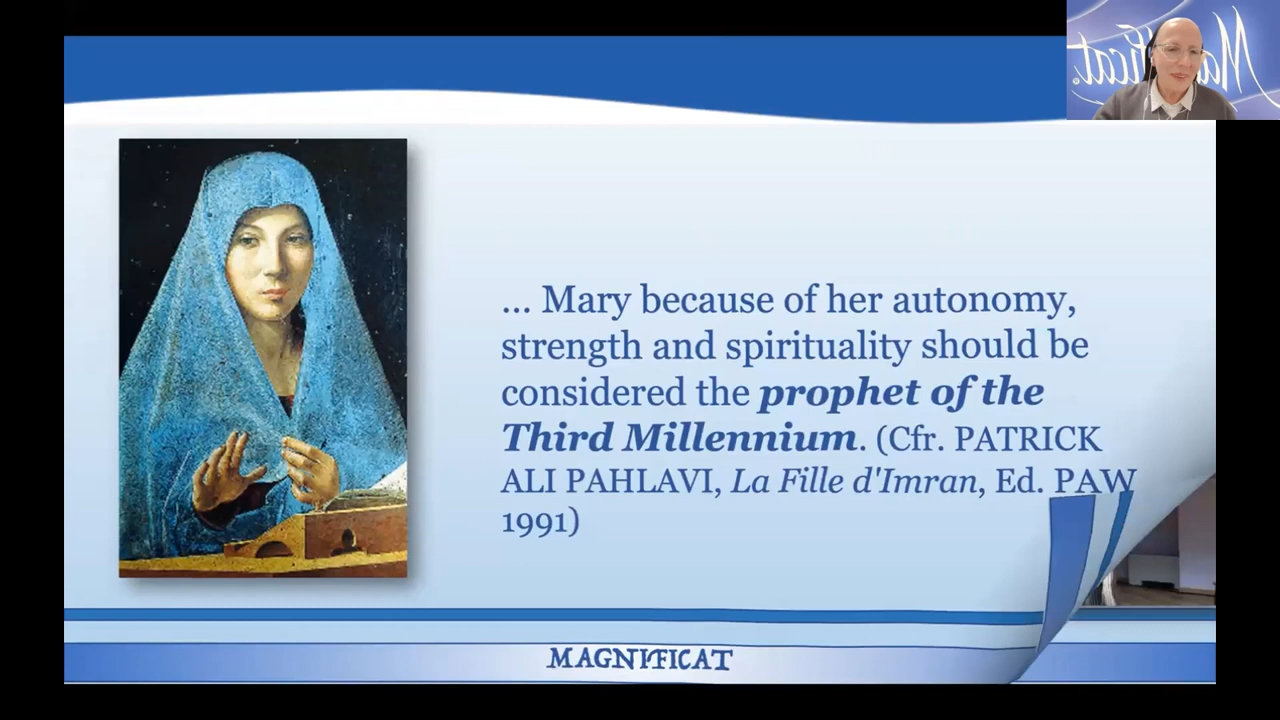 Magnificat
... Mary because of her autonomy,
strength and spirituality should be
considered the prophet of the
Third Millennium. (Cfr. PATRICK
ALI PAHLAVI, La Fille d'Imran, Ed. PAW
1991)
MAGNIFICAT